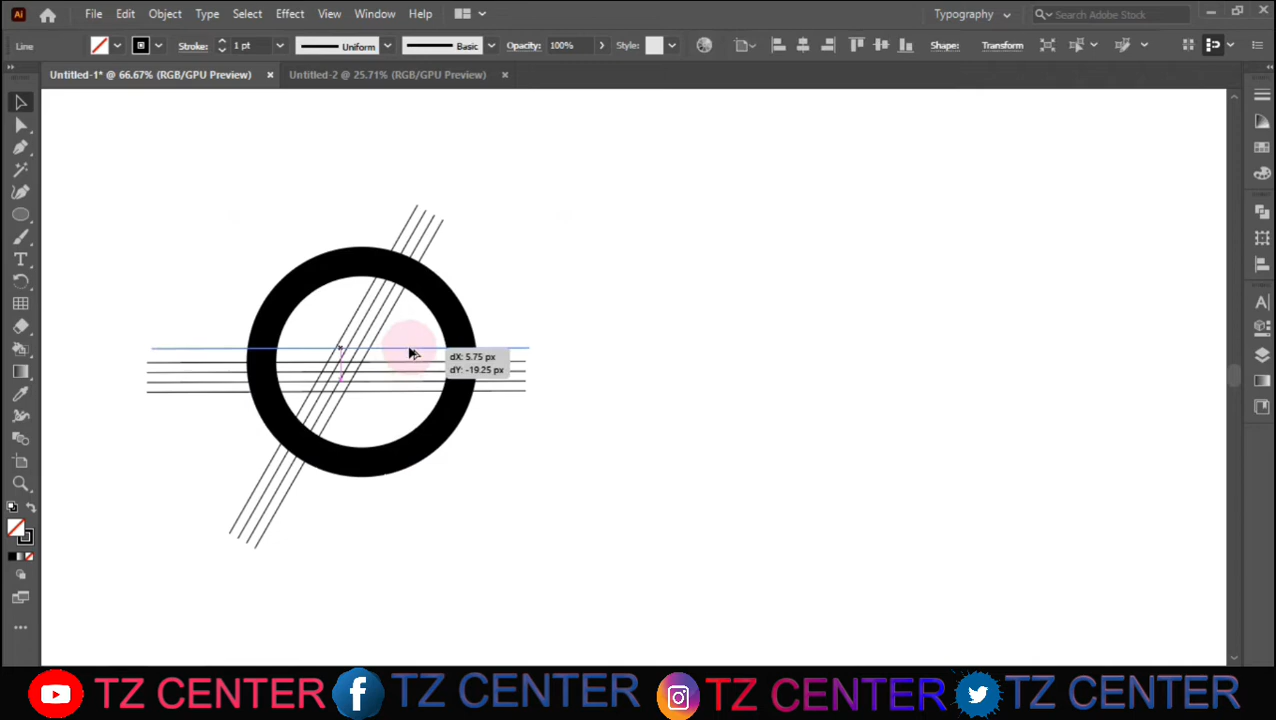 Ai File Edit Object Type Select Effect View Window Help Typography Search Adobe Stock
Line Stroke: 1 pt Uniform Basic Opacity: 100% Style: Shape: Transform
Untitled-1* @ 66.67% (RGB/GPU Preview) × Untitled-2 @ 25.71% (RGB/GPU Preview) ×
dX: 5.75 px
dY: -19.25 px
TZ CENTER TZ CENTER TZ CENTER TZ CENTER